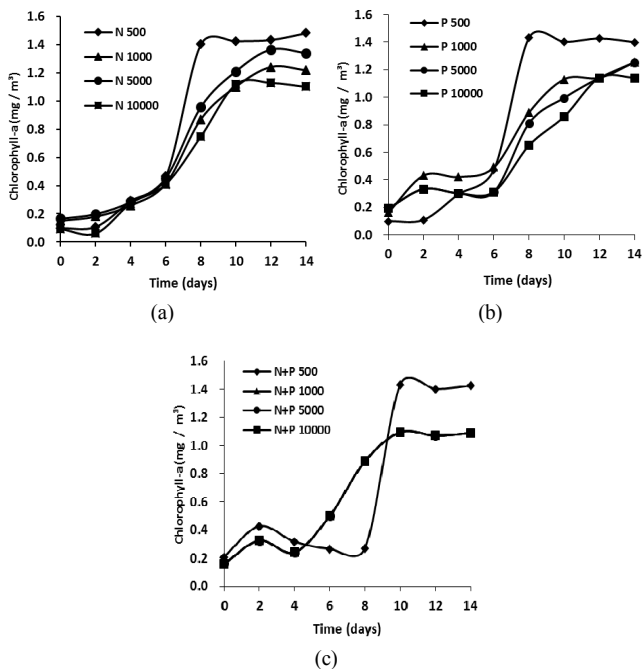 N 500
N 1000
N 5000
N 10000
Chlorophyll-a (mg / m³)
1.6
1.4
1.2
1.0
0.8
0.6
0.4
0.2
0.0
0 2 4 6 8 10 12 14
Time (days)
(a)
P 500
P 1000
P 5000
P 10000
Chlorophyll-a (mg / m³)
1.6
1.4
1.2
1.0
0.8
0.6
0.4
0.2
0.0
0 2 4 6 8 10 12 14
Time (days)
(b)
N+P 500
N+P 1000
N+P 5000
N+P 10000
Chlorophyll-a (mg / m³)
1.6
1.4
1.2
1.0
0.8
0.6
0.4
0.2
0.0
0 2 4 6 8 10 12 14
Time (days)
(c)